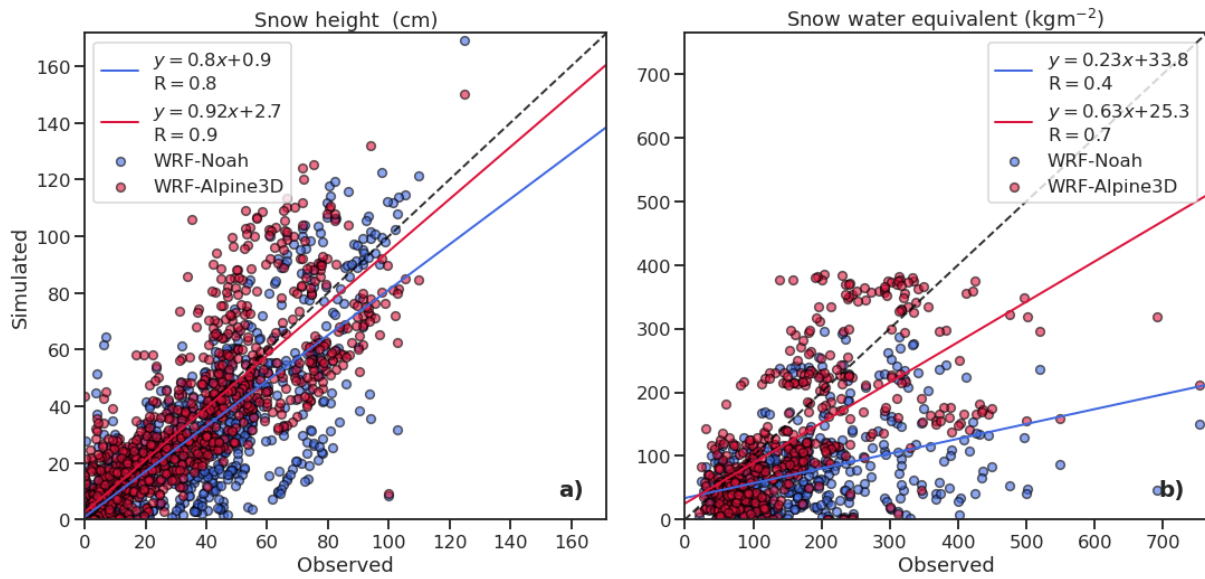 Snow height (cm)
y = 0.8x+0.9
R = 0.8
y = 0.92x+2.7
R = 0.9
WRF-Noah
WRF-Alpine3D
Simulated
160
140
120
100
80
60
40
20
0
0 20 40 60 80 100 120 140 160
Observed
a)
Snow water equivalent (kgm⁻²)
y = 0.23x+33.8
R = 0.4
y = 0.63x+25.3
R = 0.7
WRF-Noah
WRF-Alpine3D
700
600
500
400
300
200
100
0
0 100 200 300 400 500 600 700
Observed
b)